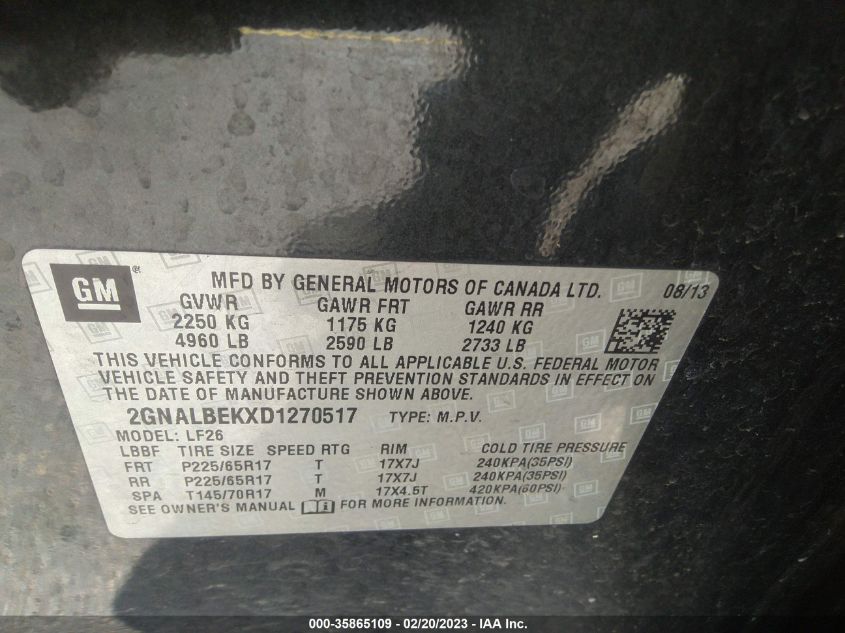 GM ® MFD BY GENERAL MOTORS OF CANADA LTD. 08/13
GVWR GAWR FRT GAWR RR
2250 KG 1175 KG 1240 KG
4960 LB 2590 LB 2733 LB
THIS VEHICLE CONFORMS TO ALL APPLICABLE U.S. FEDERAL MOTOR
VEHICLE SAFETY AND THEFT PREVENTION STANDARDS IN EFFECT ON
THE DATE OF MANUFACTURE SHOWN ABOVE.
2GNALBEKXD1270517 TYPE: M.P.V.
MODEL: LF26
LBBF TIRE SIZE SPEED RTG RIM COLD TIRE PRESSURE
FRT P225/65R17 T 17X7J 240KPA(35PSI)
RR P225/65R17 T 17X7J 240KPA(35PSI)
SPA T145/70R17 M 17X4.5T 420KPA(60PSI)
SEE OWNER'S MANUAL FOR MORE INFORMATION.
000-35865109 - 02/20/2023 - IAA Inc.